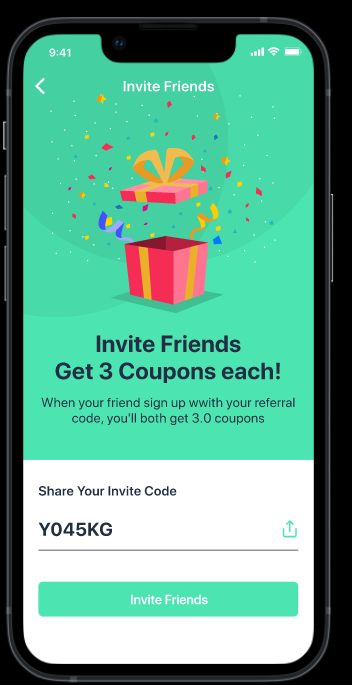 9:41
Invite Friends
Invite Friends
Get 3 Coupons each!
When your friend sign up wwith your referral
code, you'll both get 3.0 coupons
Share Your Invite Code
Y045KG
Invite Friends